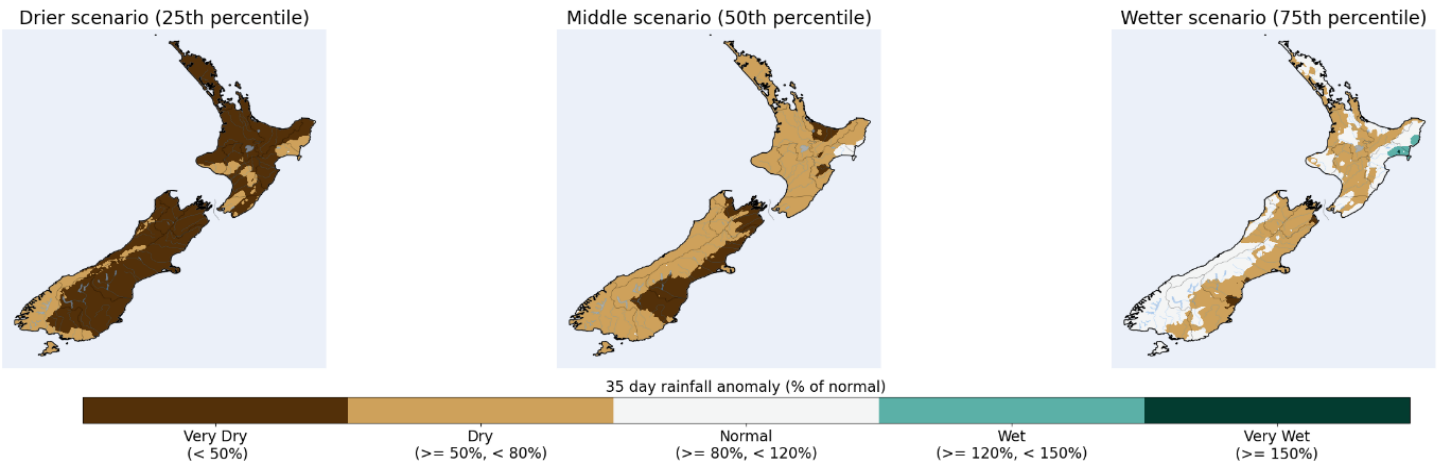 Drier scenario (25th percentile)
Middle scenario (50th percentile)
Wetter scenario (75th percentile)
35 day rainfall anomaly (% of normal)
Very Dry
(< 50%)
Dry
(>= 50%, < 80%)
Normal
(>= 80%, < 120%)
Wet
(>= 120%, < 150%)
Very Wet
(>= 150%)